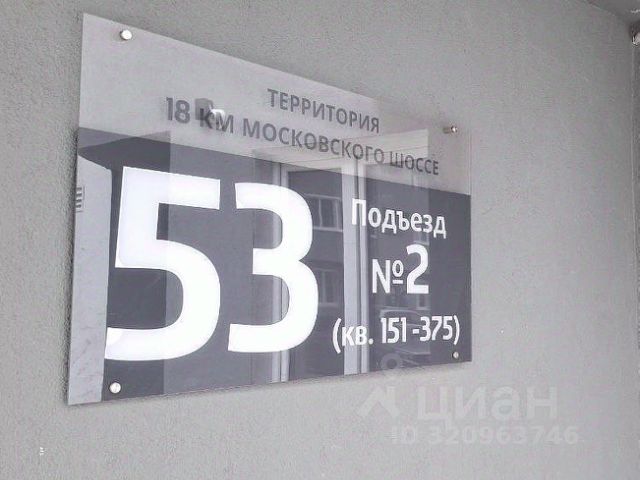 ТЕРРИТОРИЯ
18 КМ МОСКОВСКОГО ШОССЕ
53
Подъезд
№2
(кв. 151-375)
циан
ID 320963746